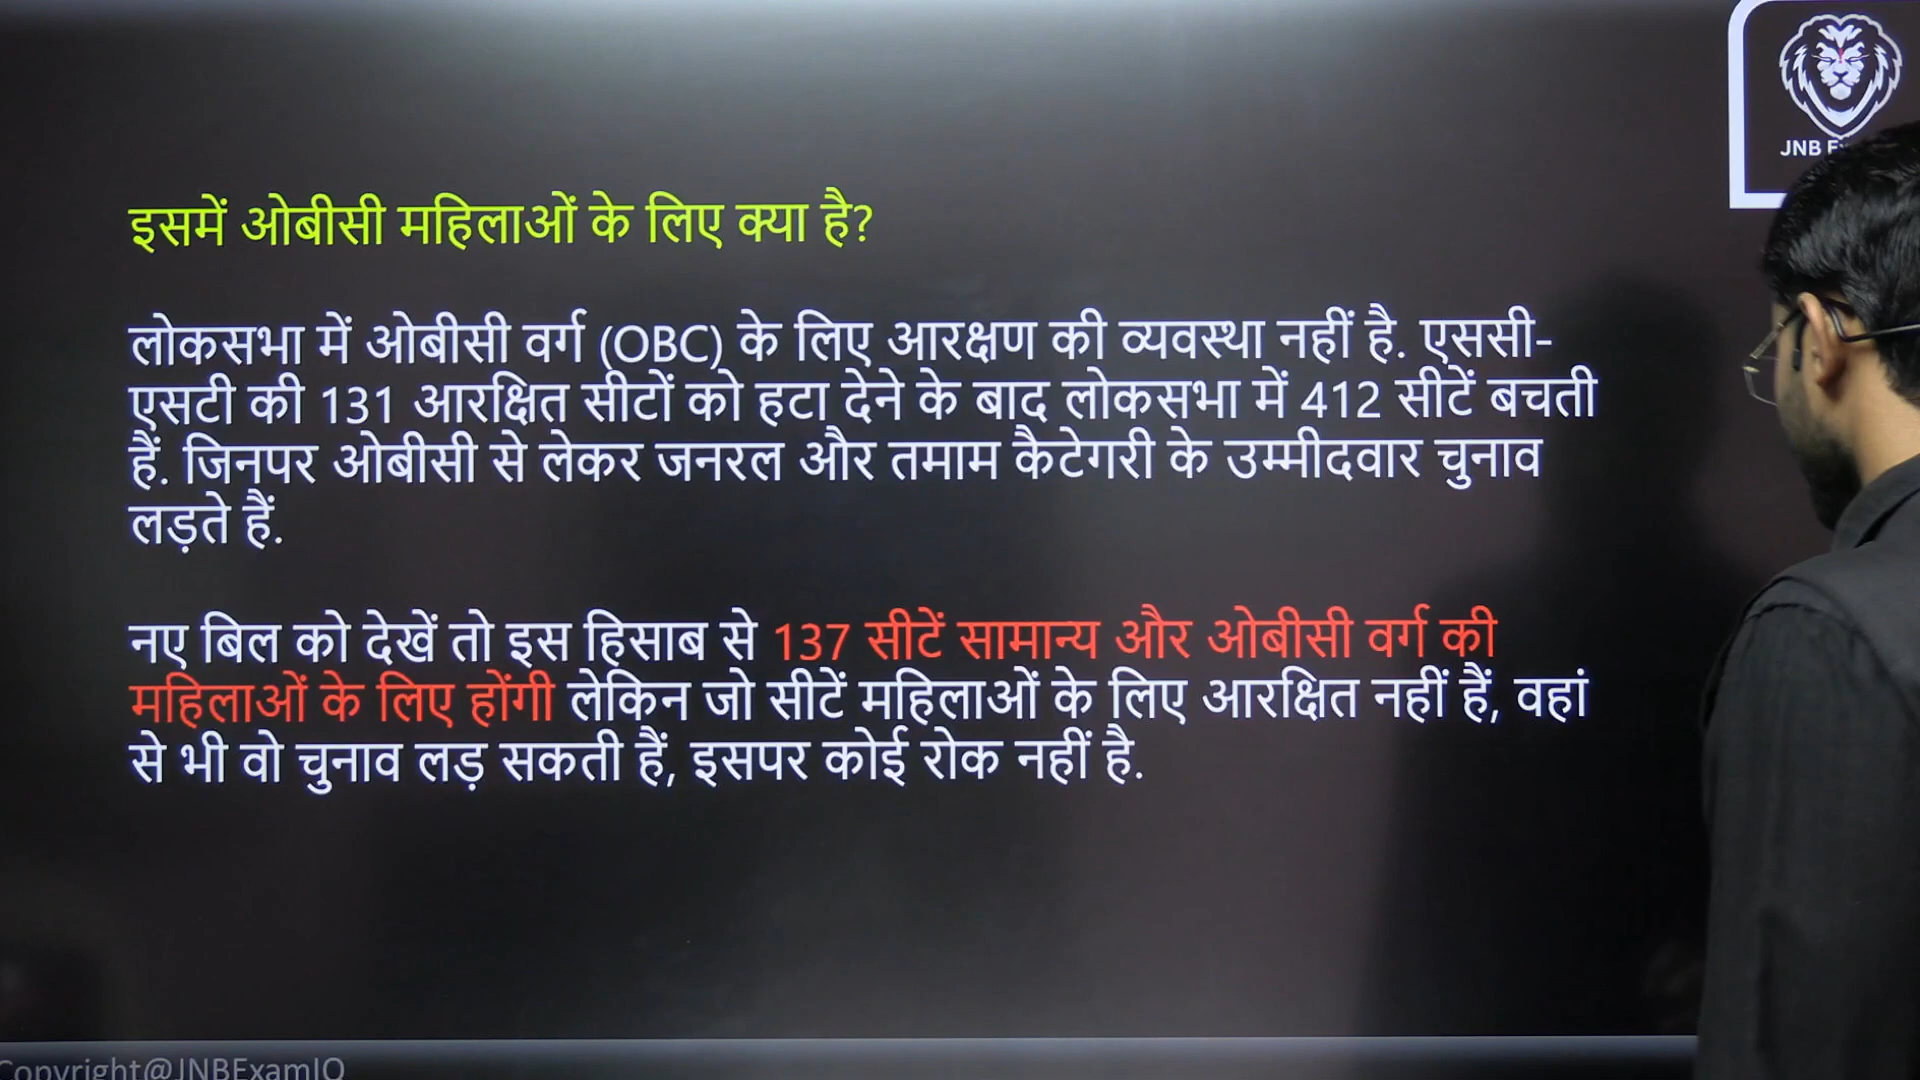 JNB
इसमें ओबीसी महिलाओं के लिए क्या है?
लोकसभा में ओबीसी वर्ग (OBC) के लिए आरक्षण की व्यवस्था नहीं है. एससी-
एसटी की 131 आरक्षित सीटों को हटा देने के बाद लोकसभा में 412 सीटें बचती
हैं. जिनपर ओबीसी से लेकर जनरल और तमाम कैटेगरी के उम्मीदवार चुनाव
लड़ते हैं.
नए बिल को देखें तो इस हिसाब से 137 सीटें सामान्य और ओबीसी वर्ग की
महिलाओं के लिए होंगी लेकिन जो सीटें महिलाओं के लिए आरक्षित नहीं हैं, वहां
से भी वो चुनाव लड़ सकती हैं, इसपर कोई रोक नहीं है.
Copyright@JNBExamIQ